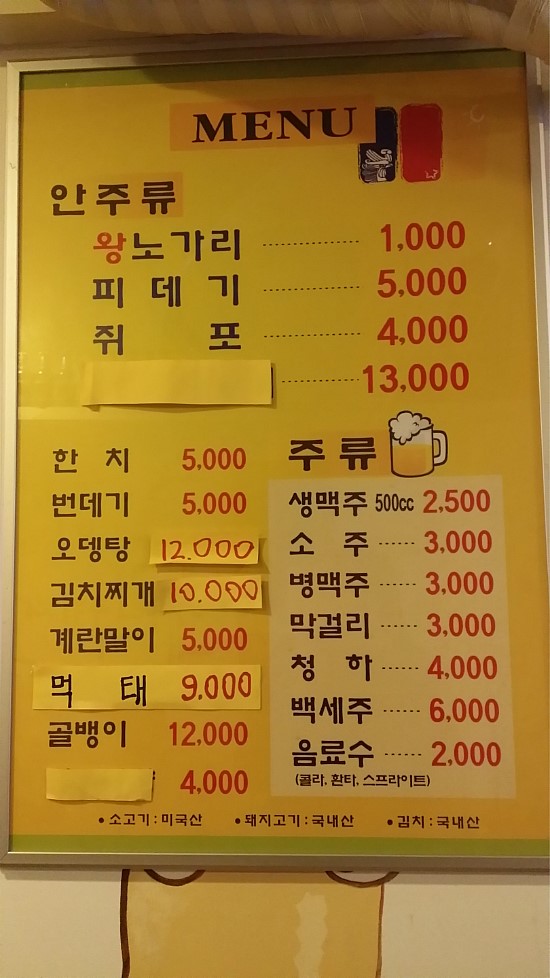 MENU
안주류
왕노가리 1,000
피데기 5,000
쥐포 4,000
13,000
한치 5,000
번데기 5,000
오뎅탕 12.000
김치찌개 10.000
계란말이 5,000
먹태 9.000
골뱅이 12,000
4,000
주류
생맥주 500cc 2,500
소주 3,000
병맥주 3,000
막걸리 3,000
청하 4,000
백세주 6,000
음료수 2,000
(콜라, 환타, 스프라이트)
• 소고기 : 미국산 • 돼지고기 : 국내산 • 김치 : 국내산